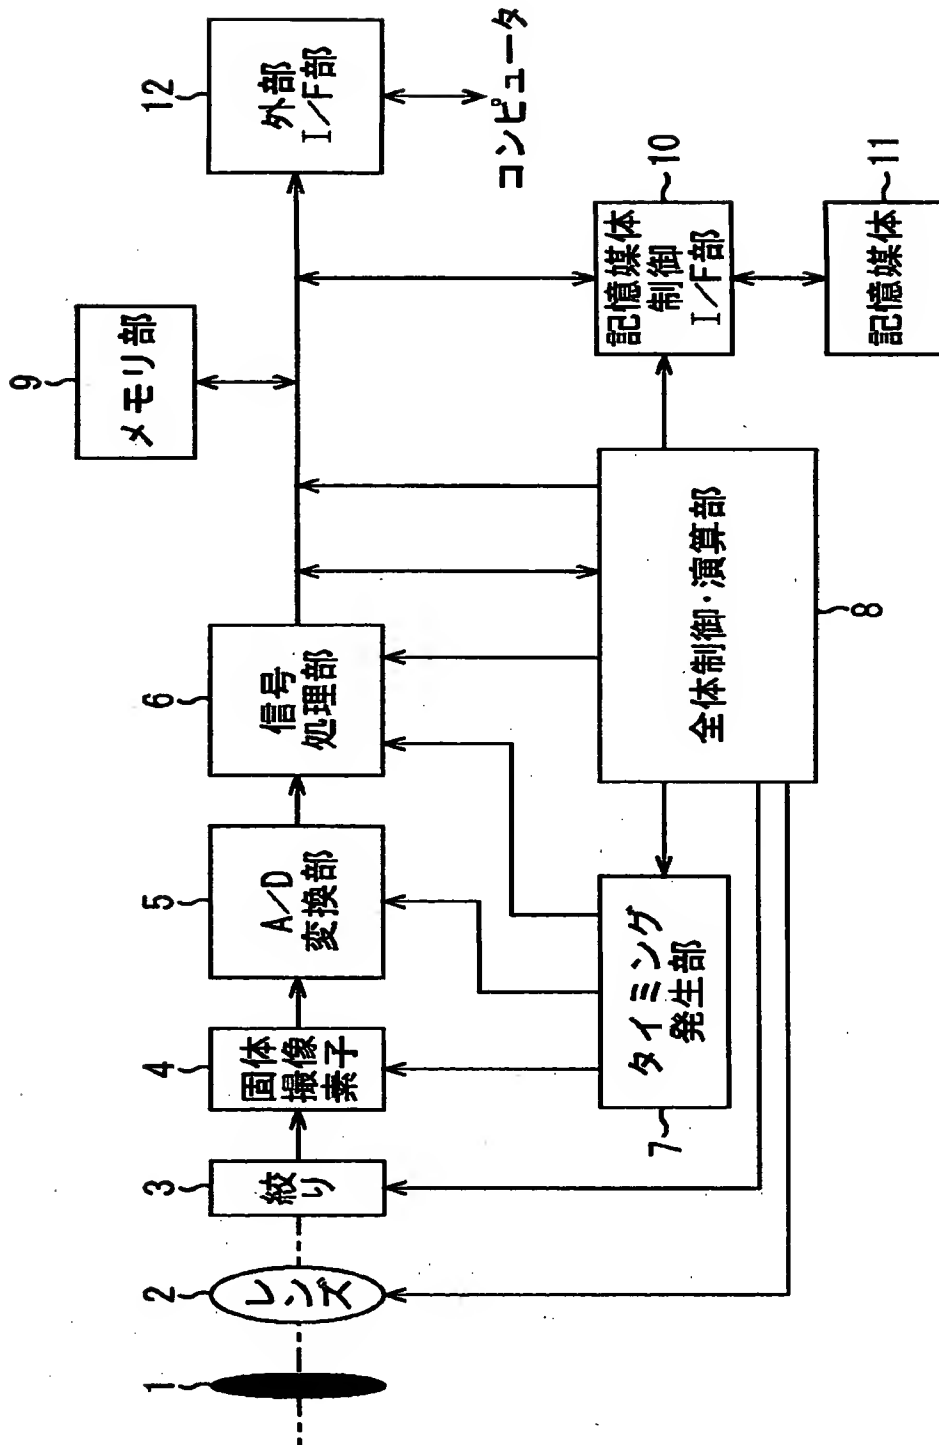 1
2
レンズ
3
絞り
4
固体
撮像
素子
5
A/D
変換部
6
信号
処理部
9
メモリ部
12
外部
I/F部
コンピュータ
7
タイミング
発生部
8
全体制御・演算部
10
記憶媒体
制御
I/F部
11
記憶媒体